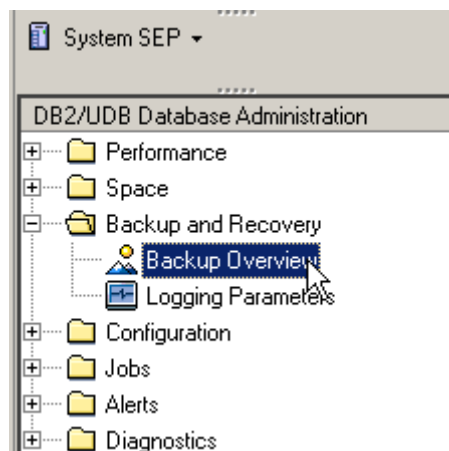 System SEP
DB2/UDB Database Administration
Performance
Space
Backup and Recovery
Backup Overview
Logging Parameters
Configuration
Jobs
Alerts
Diagnostics